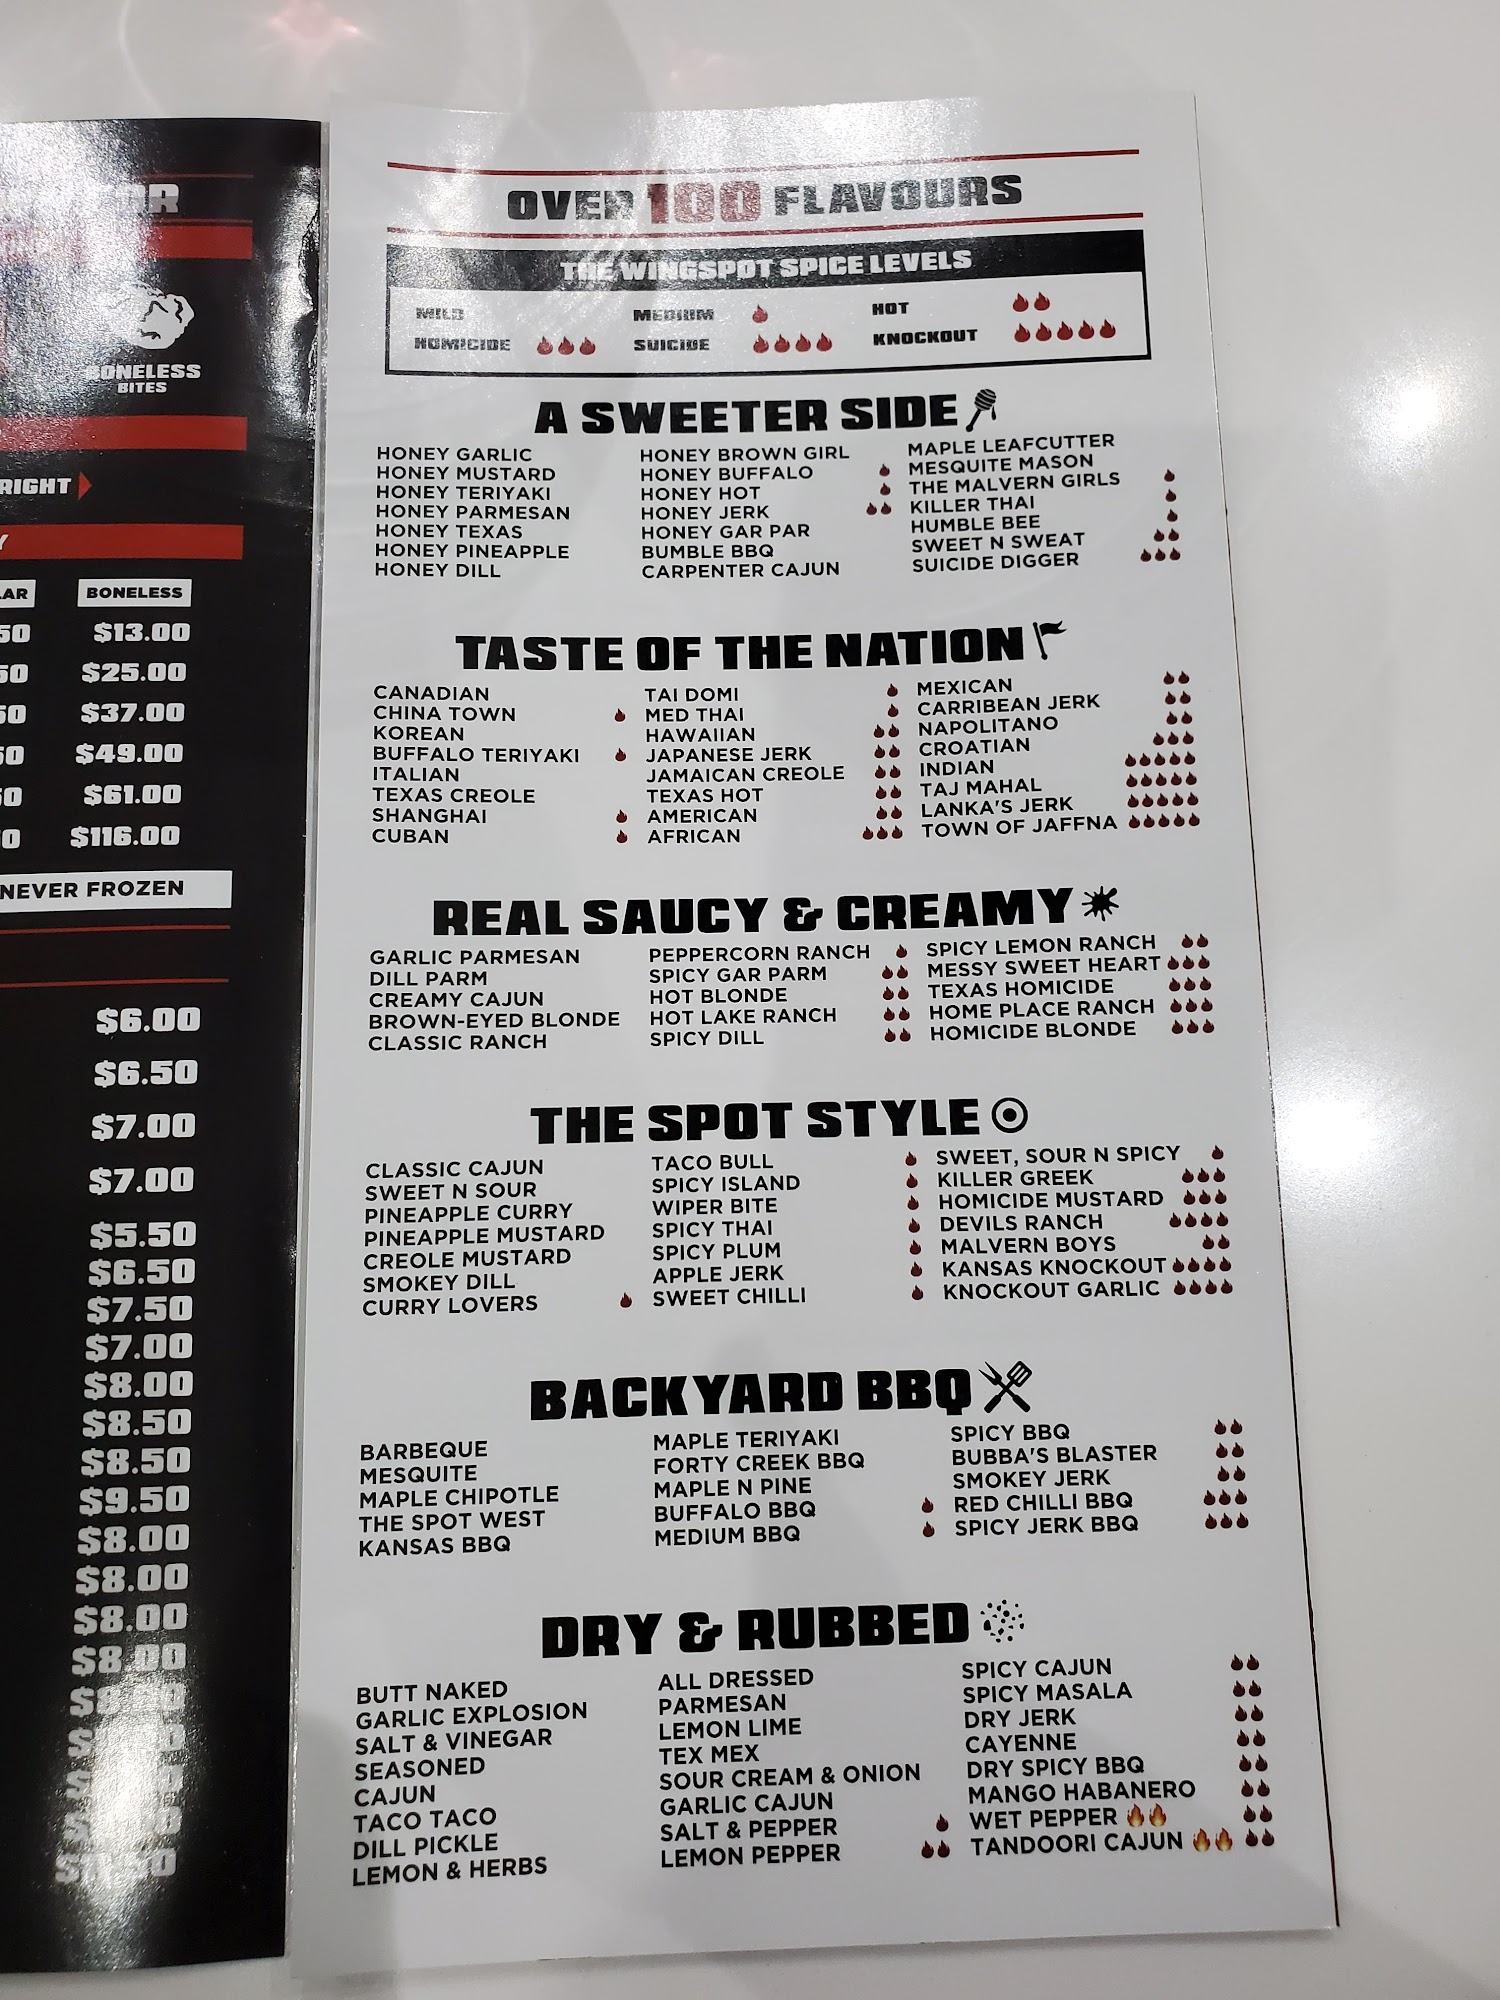 RIGHT
Y
BONELESS
BITES
LAR
BONELESS
50
$13.00
50
$25.00
50
$37.00
50
$49.00
50
$61.00
0
$116.00
NEVER FROZEN
$6.00
$6.50
$7.00
$7.00
$5.50
$6.50
$7.50
$7.00
$8.00
$8.50
$8.50
$9.50
$8.00
$8.00
$8.00
$8.00
OVER 100 FLAVOURS
THE WINGSPOT SPICE LEVELS
MILD MEDIUM HOT
HOMICIDE SUICIDE KNOCKOUT
A SWEETER SIDE
HONEY GARLIC
HONEY MUSTARD
HONEY TERIYAKI
HONEY PARMESAN
HONEY TEXAS
HONEY PINEAPPLE
HONEY DILL
HONEY BROWN GIRL
HONEY BUFFALO
HONEY HOT
HONEY JERK
HONEY GAR PAR
BUMBLE BBQ
CARPENTER CAJUN
MAPLE LEAFCUTTER
MESQUITE MASON
THE MALVERN GIRLS
KILLER THAI
HUMBLE BEE
SWEET N SWEAT
SUICIDE DIGGER
TASTE OF THE NATION
CANADIAN
CHINA TOWN
KOREAN
BUFFALO TERIYAKI
ITALIAN
TEXAS CREOLE
SHANGHAI
CUBAN
TAI DOMI
MED THAI
HAWAIIAN
JAPANESE JERK
JAMAICAN CREOLE
TEXAS HOT
AMERICAN
AFRICAN
MEXICAN
CARRIBEAN JERK
NAPOLITANO
CROATIAN
INDIAN
TAJ MAHAL
LANKA'S JERK
TOWN OF JAFFNA
REAL SAUCY & CREAMY
GARLIC PARMESAN
DILL PARM
CREAMY CAJUN
BROWN-EYED BLONDE
CLASSIC RANCH
PEPPERCORN RANCH
SPICY GAR PARM
HOT BLONDE
HOT LAKE RANCH
SPICY DILL
SPICY LEMON RANCH
MESSY SWEET HEART
TEXAS HOMICIDE
HOME PLACE RANCH
HOMICIDE BLONDE
THE SPOT STYLE
CLASSIC CAJUN
SWEET N SOUR
PINEAPPLE CURRY
PINEAPPLE MUSTARD
CREOLE MUSTARD
SMOKEY DILL
CURRY LOVERS
TACO BULL
SPICY ISLAND
WIPER BITE
SPICY THAI
SPICY PLUM
APPLE JERK
SWEET CHILLI
SWEET, SOUR N SPICY
KILLER GREEK
HOMICIDE MUSTARD
DEVILS RANCH
MALVERN BOYS
KANSAS KNOCKOUT
KNOCKOUT GARLIC
BACKYARD BBQ
BARBEQUE
MESQUITE
MAPLE CHIPOTLE
THE SPOT WEST
KANSAS BBQ
MAPLE TERIYAKI
FORTY CREEK BBQ
MAPLE N PINE
BUFFALO BBQ
MEDIUM BBQ
SPICY BBQ
BUBBA'S BLASTER
SMOKEY JERK
RED CHILLI BBQ
SPICY JERK BBQ
DRY & RUBBED
BUTT NAKED
GARLIC EXPLOSION
SALT & VINEGAR
SEASONED
CAJUN
TACO TACO
DILL PICKLE
LEMON & HERBS
ALL DRESSED
PARMESAN
LEMON LIME
TEX MEX
SOUR CREAM & ONION
GARLIC CAJUN
SALT & PEPPER
LEMON PEPPER
SPICY CAJUN
SPICY MASALA
DRY JERK
CAYENNE
DRY SPICY BBQ
MANGO HABANERO
WET PEPPER 🔥🔥
TANDOORI CAJUN 🔥🔥